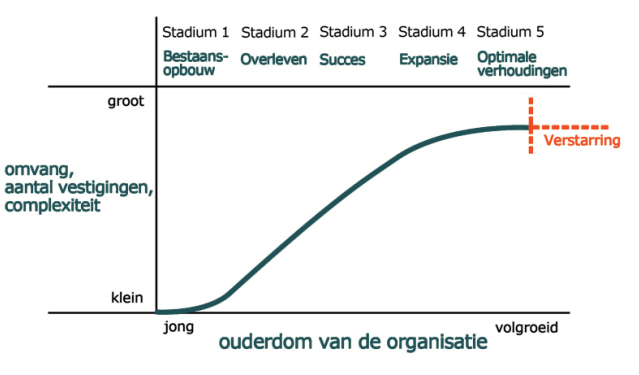 Stadium 1 Stadium 2 Stadium 3 Stadium 4 Stadium 5
Bestaans-
opbouw
Overleven
Succes
Expansie
Optimale
verhoudingen
groot
Verstarring
omvang,
aantal vestigingen,
complexiteit
klein
jong
volgroeid
ouderdom van de organisatie